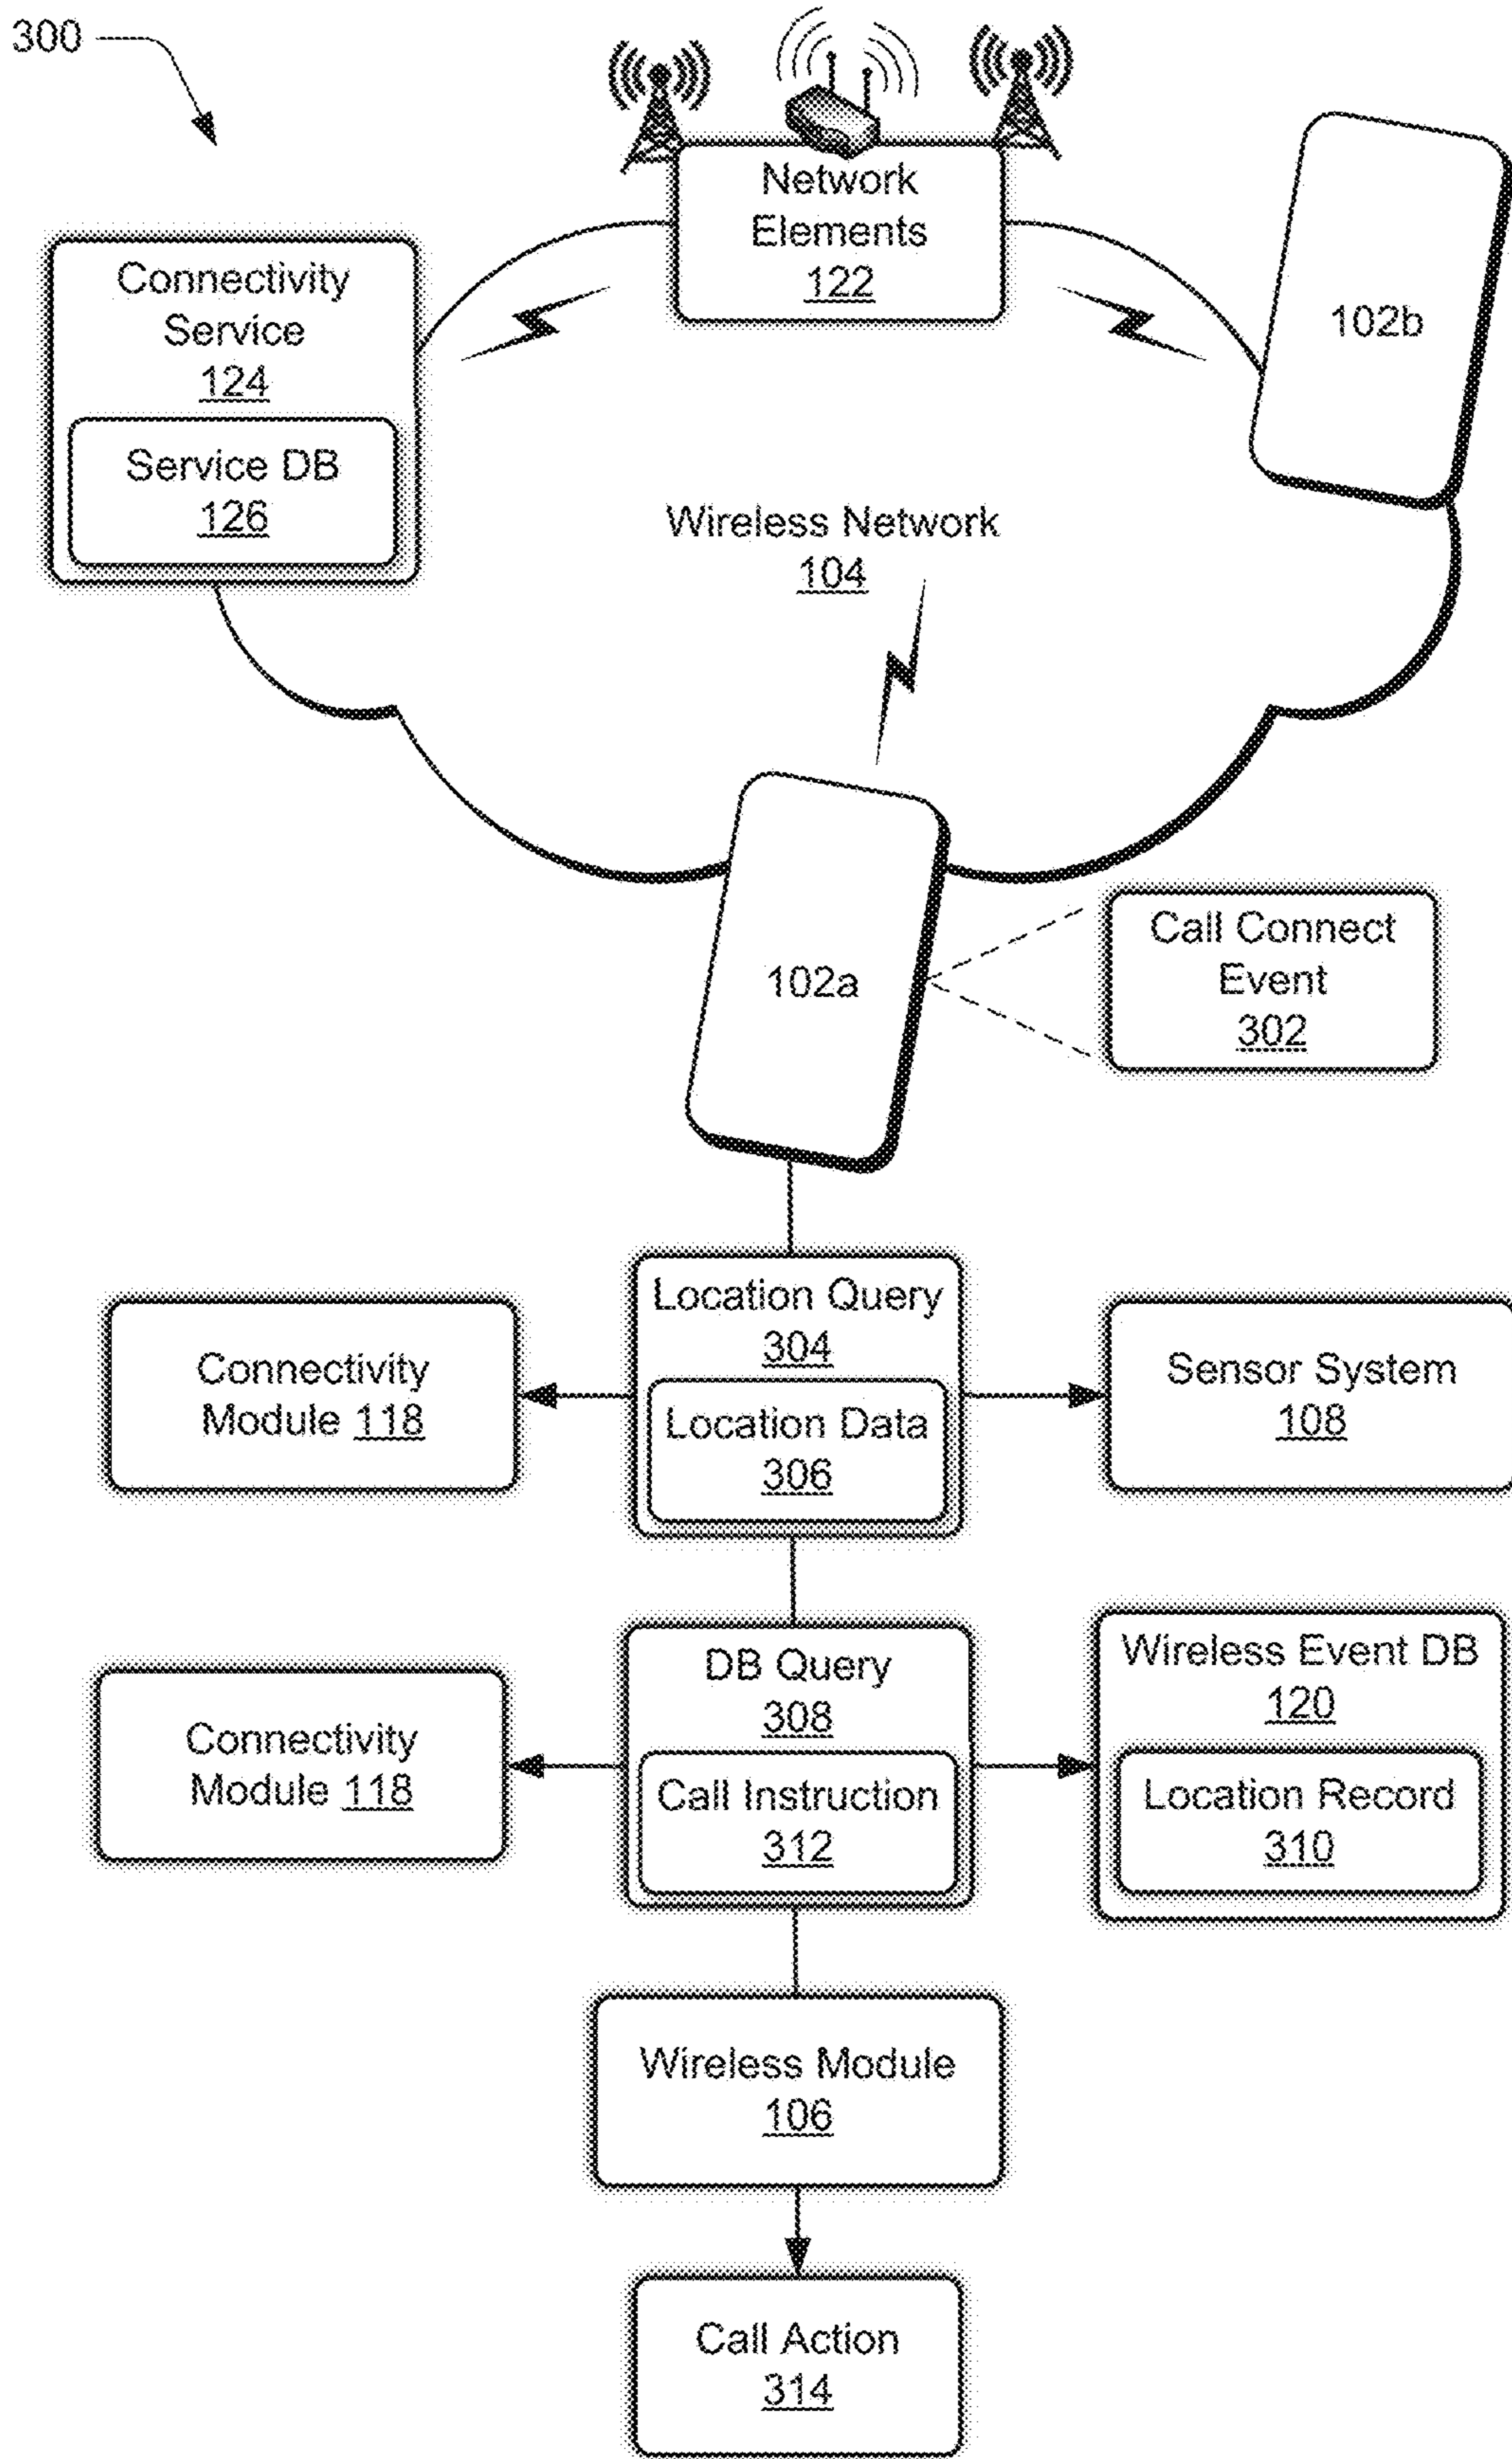 300
Network
Elements
122
Connectivity
Service
124
Service DB
126
102b
Wireless Network
104
102a
Call Connect
Event
302
Location Query
304
Location Data
306
Connectivity
Module 118
Sensor System
108
DB Query
308
Call Instruction
312
Connectivity
Module 118
Wireless Event DB
120
Location Record
310
Wireless Module
106
Call Action
314